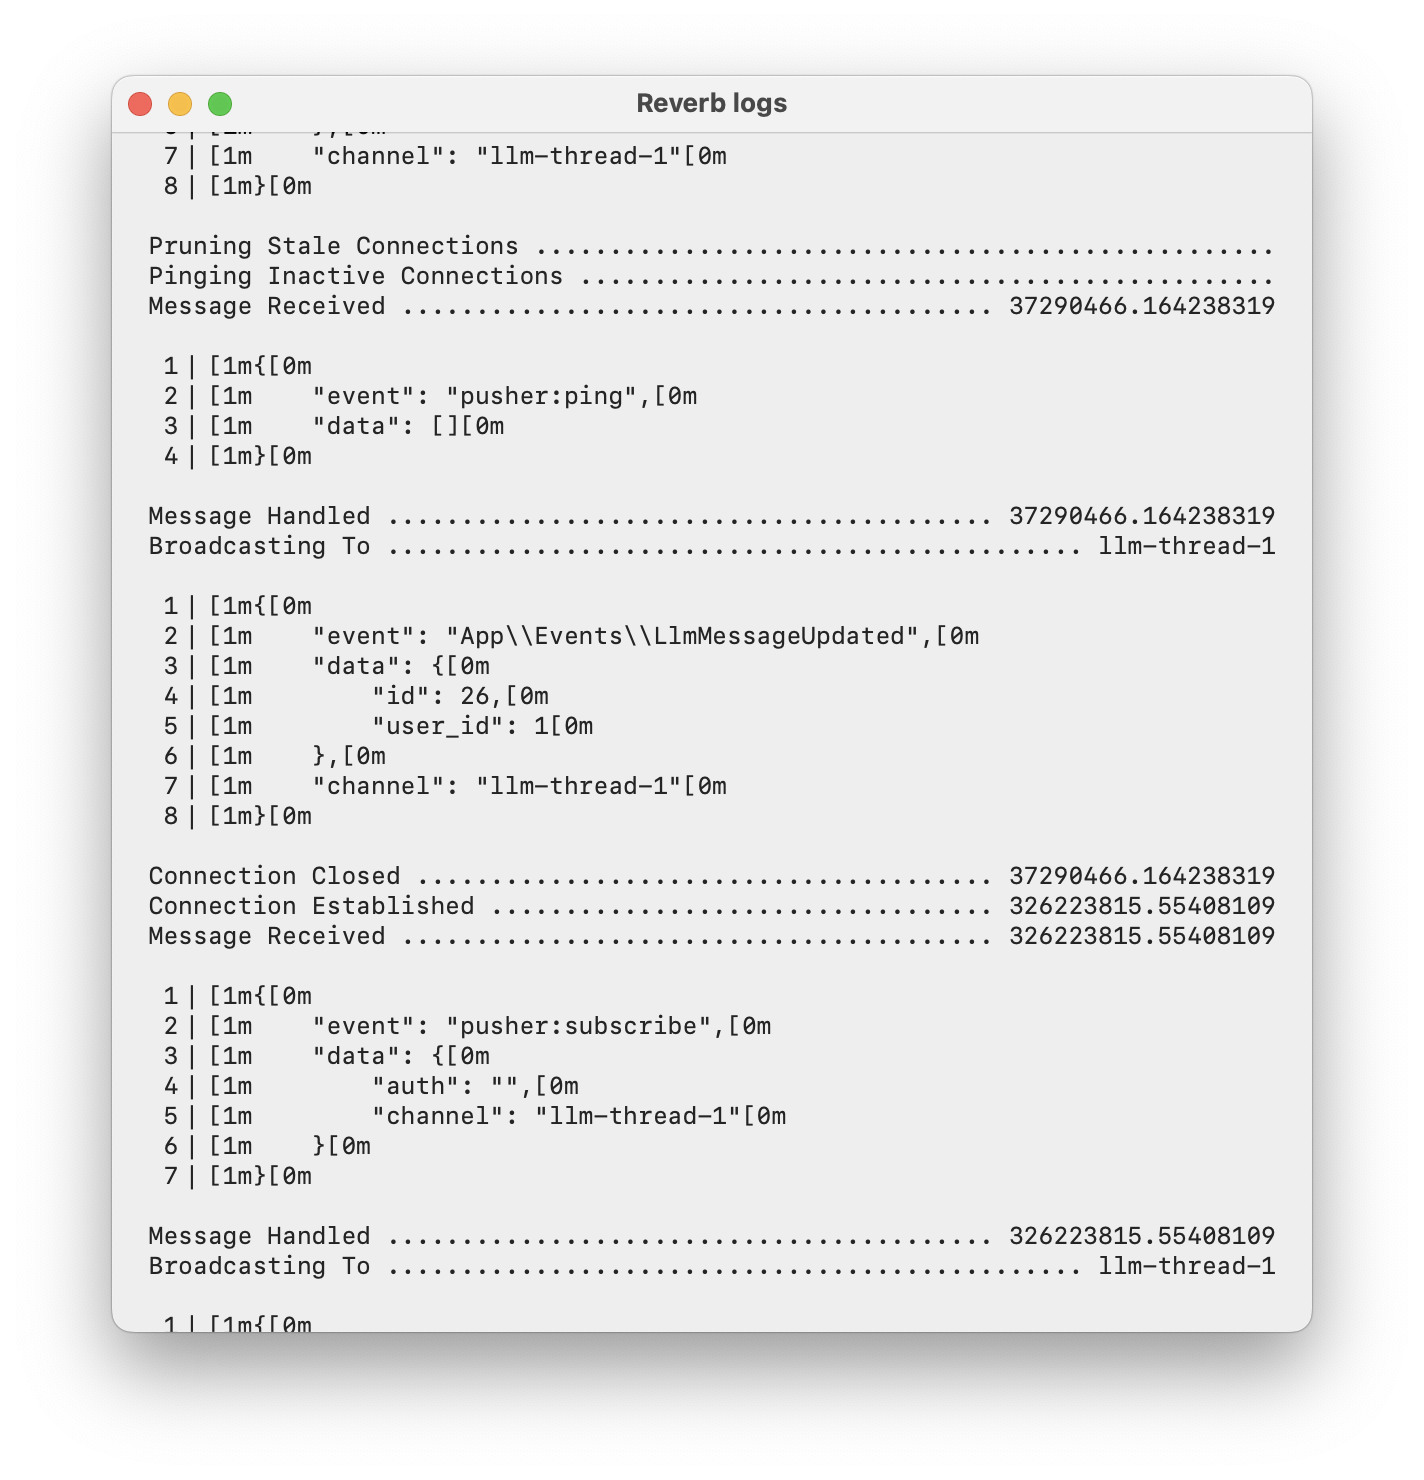 Reverb logs
7| [1m    "channel": "llm-thread-1"[0m
8| [1m}[0m
Pruning Stale Connections ..................................................
Pinging Inactive Connections ...............................................
Message Received ........................................ 37290466.164238319
1| [1m{[0m
2| [1m    "event": "pusher:ping",[0m
3| [1m    "data": [][0m
4| [1m}[0m
Message Handled ......................................... 37290466.164238319
Broadcasting To ............................................... llm-thread-1
1| [1m{[0m
2| [1m    "event": "App\\Events\\LlmMessageUpdated",[0m
3| [1m    "data": {[0m
4| [1m        "id": 26,[0m
5| [1m        "user_id": 1[0m
6| [1m    },[0m
7| [1m    "channel": "llm-thread-1"[0m
8| [1m}[0m
Connection Closed ....................................... 37290466.164238319
Connection Established .................................. 326223815.55408109
Message Received ........................................ 326223815.55408109
1| [1m{[0m
2| [1m    "event": "pusher:subscribe",[0m
3| [1m    "data": {[0m
4| [1m        "auth": "",[0m
5| [1m        "channel": "llm-thread-1"[0m
6| [1m    }[0m
7| [1m}[0m
Message Handled ......................................... 326223815.55408109
Broadcasting To ............................................... llm-thread-1
1| [1m{[0m